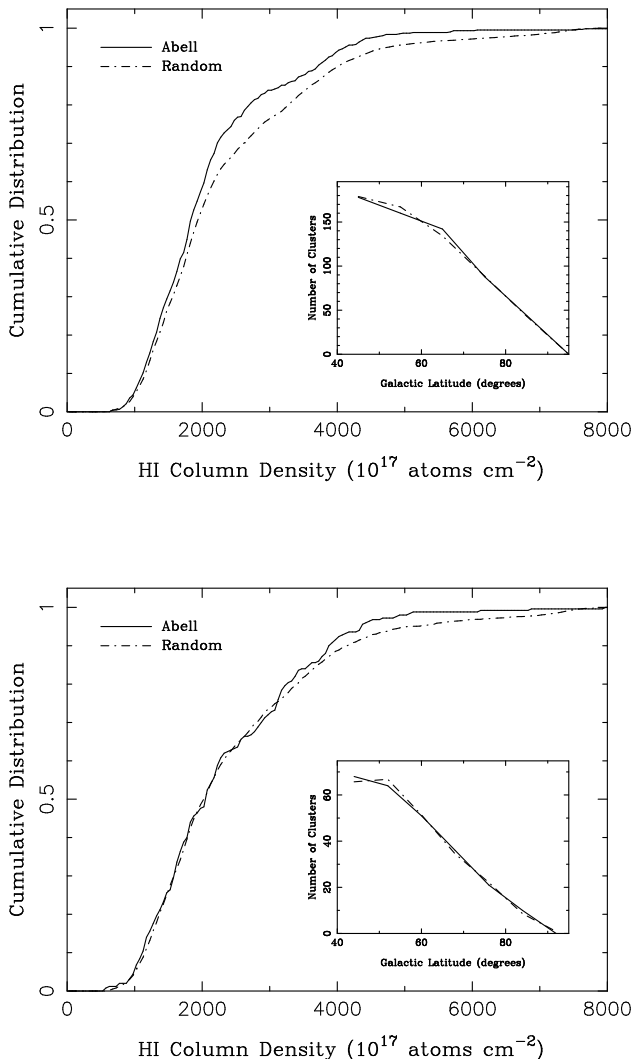 1
Abell
Random
Cumulative Distribution
0.5
0
150
100
50
0
Number of Clusters
40 60 80
Galactic Latitude (degrees)
0 2000 4000 6000 8000
HI Column Density (10^17 atoms cm^-2)
1
Abell
Random
Cumulative Distribution
0.5
0
60
40
20
0
Number of Clusters
40 60 80
Galactic Latitude (degrees)
0 2000 4000 6000 8000
HI Column Density (10^17 atoms cm^-2)